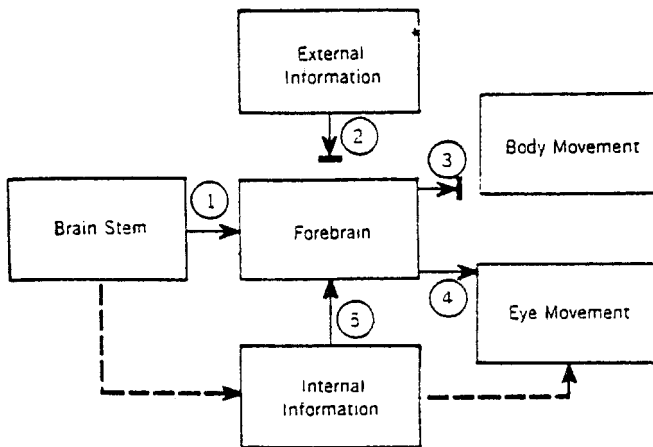 External
Information
2
3
Body Movement
1
Brain Stem
Forebrain
4
Eye Movement
5
Internal
Information